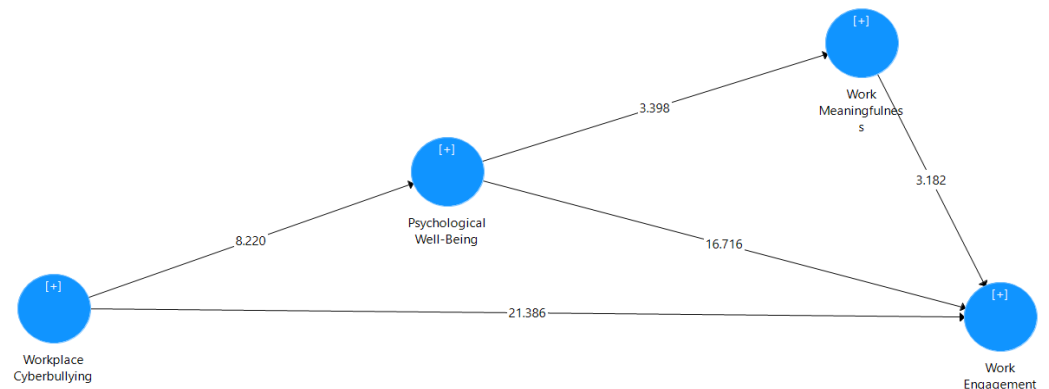 [+]
Work
Meaningfulnes
s
3.398
[+]
Psychological
Well-Being
3.182
8.220
16.716
[+]
Workplace
Cyberbullying
21.386
[+]
Work
Engagement